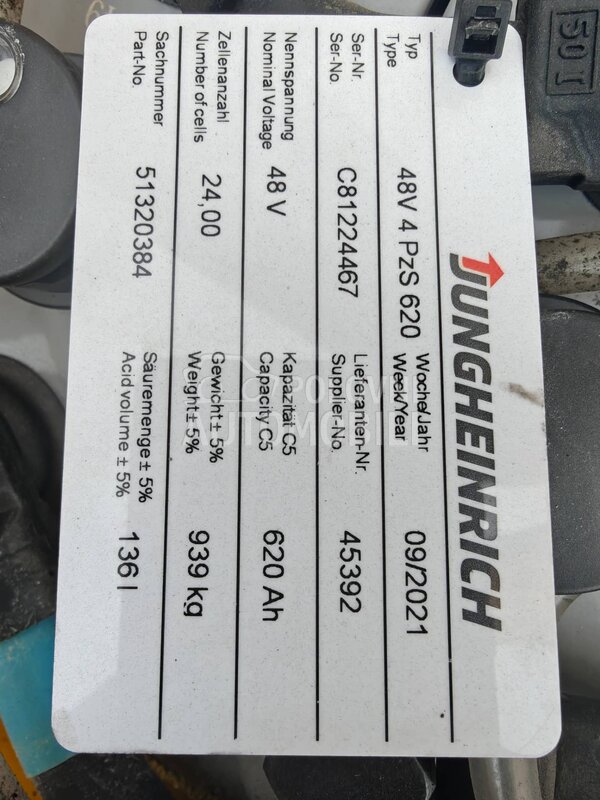 JUNGHEINRICH
Typ
Type
48V 4 PzS 620
Woche/Jahr
Week/Year
09/2021
Ser-Nr.
Ser-No.
C81224467
Lieferanten-Nr.
Supplier-No.
45392
Nennspannung
Nominal Voltage
48 V
Kapazität C5
Capacity C5
620 Ah
Zellenanzahl
Number of cells
24,00
Gewicht ± 5%
Weight ± 5%
939 kg
Sachnummer
Part-No.
51320384
Säuremenge ± 5%
Acid volume ± 5%
136 l
POLOVNI
AUTOMOBILI